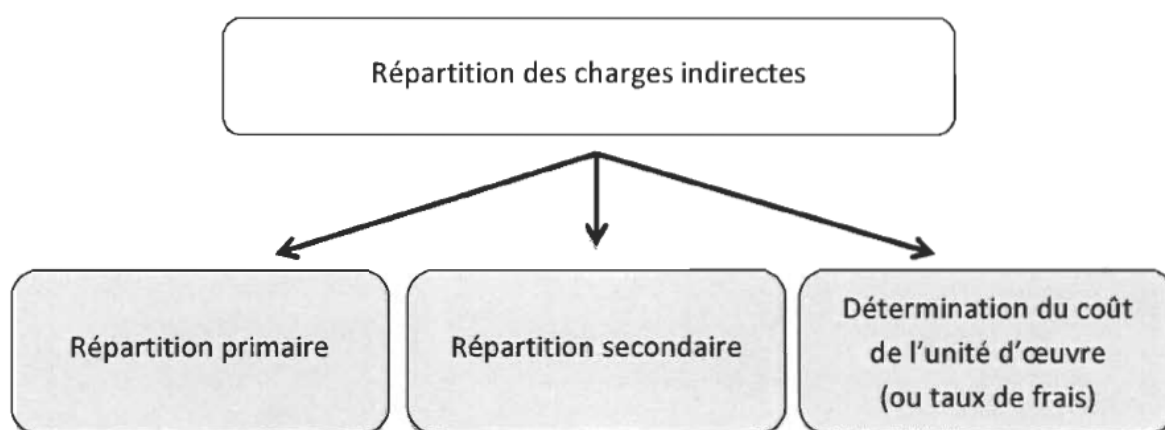 Répartition des charges indirectes
Répartition primaire
Répartition secondaire
Détermination du coût
de l'unité d'œuvre
(ou taux de frais)